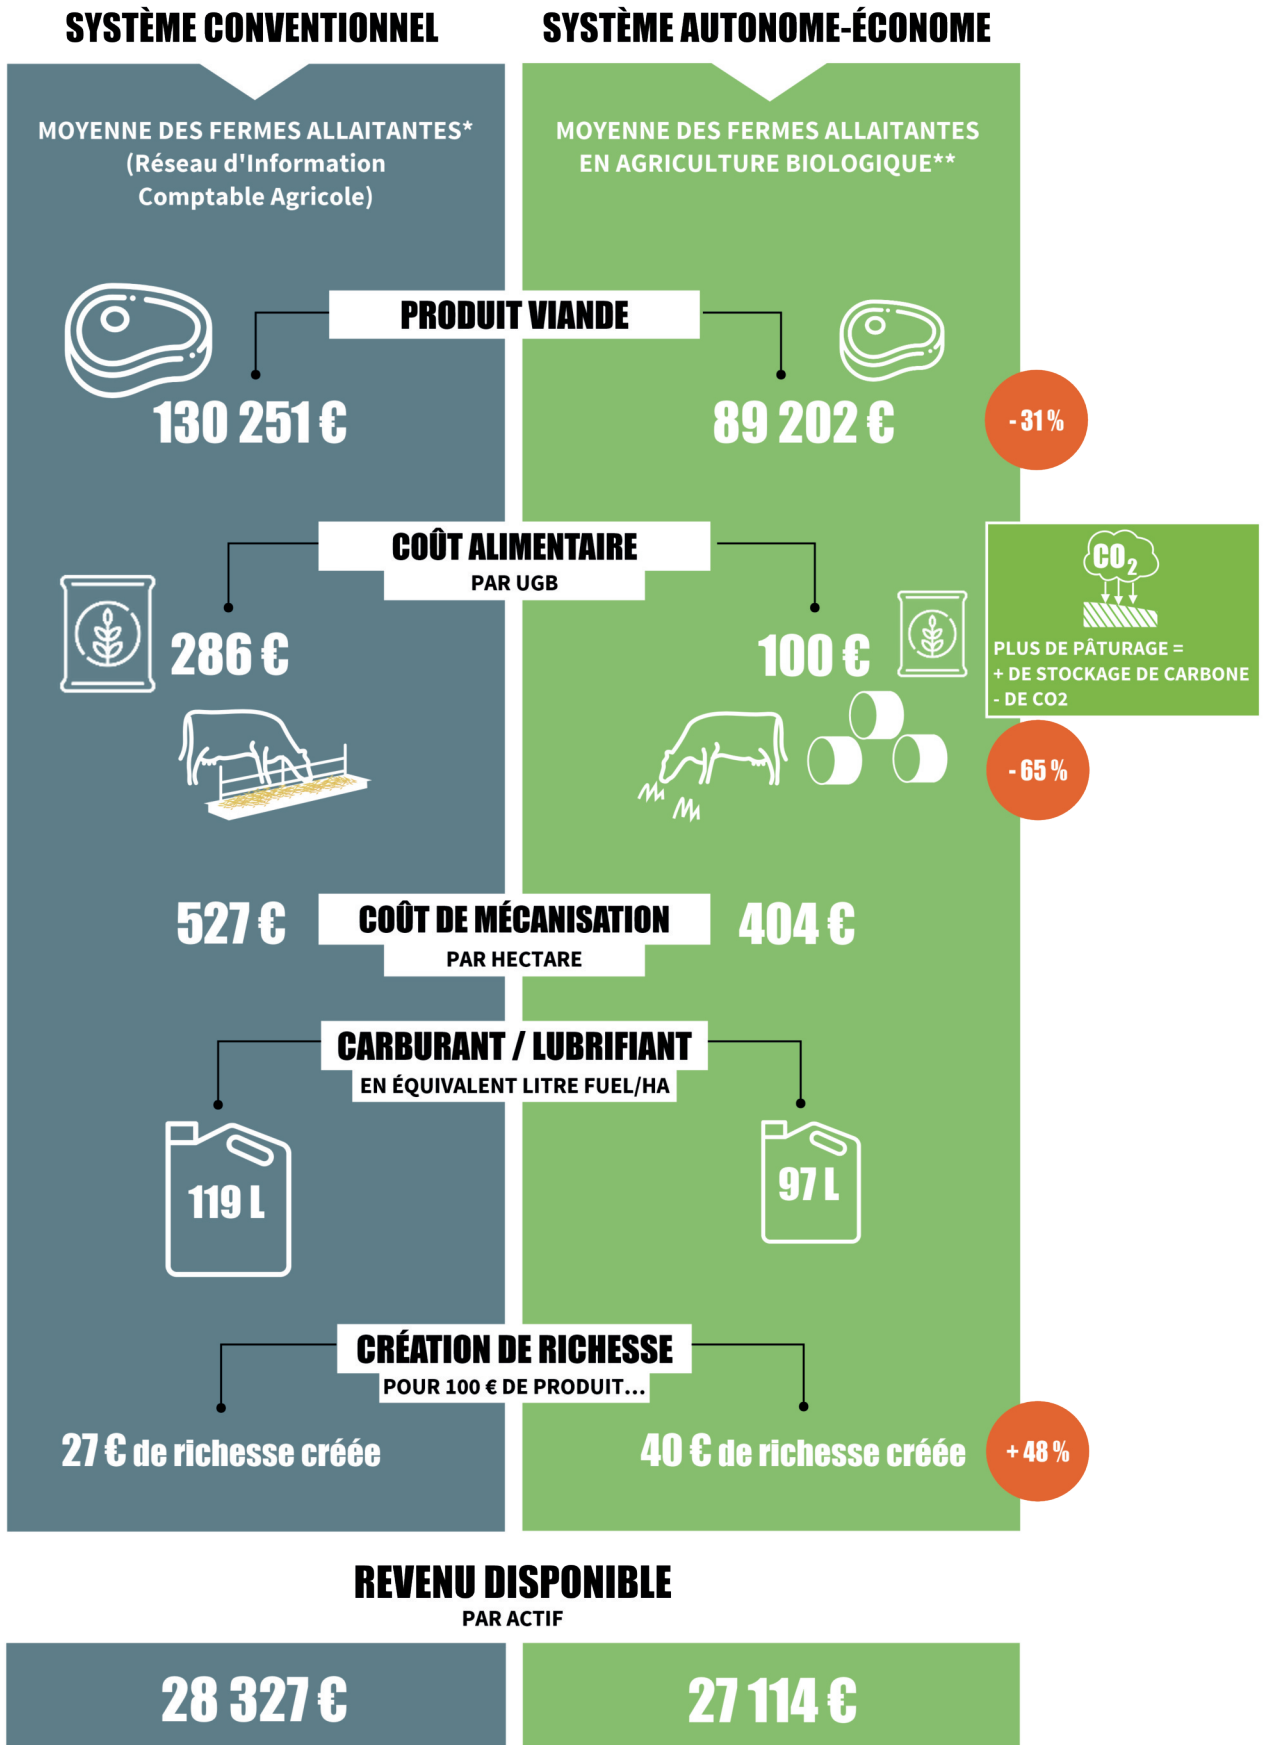 SYSTÈME CONVENTIONNEL
SYSTÈME AUTONOME-ÉCONOME
MOYENNE DES FERMES ALLAITANTES*
(Réseau d'Information
Comptable Agricole)
MOYENNE DES FERMES ALLAITANTES
EN AGRICULTURE BIOLOGIQUE**
PRODUIT VIANDE
130 251 €
89 202 €
- 31 %
COÛT ALIMENTAIRE
PAR UGB
286 €
100 €
CO2
PLUS DE PÂTURAGE =
+ DE STOCKAGE DE CARBONE
- DE CO2
- 65 %
527 €
COÛT DE MÉCANISATION
PAR HECTARE
404 €
CARBURANT / LUBRIFIANT
EN ÉQUIVALENT LITRE FUEL/HA
119 L
97 L
CRÉATION DE RICHESSE
POUR 100 € DE PRODUIT...
27 € de richesse créée
40 € de richesse créée
+ 48 %
REVENU DISPONIBLE
PAR ACTIF
28 327 €
27 114 €